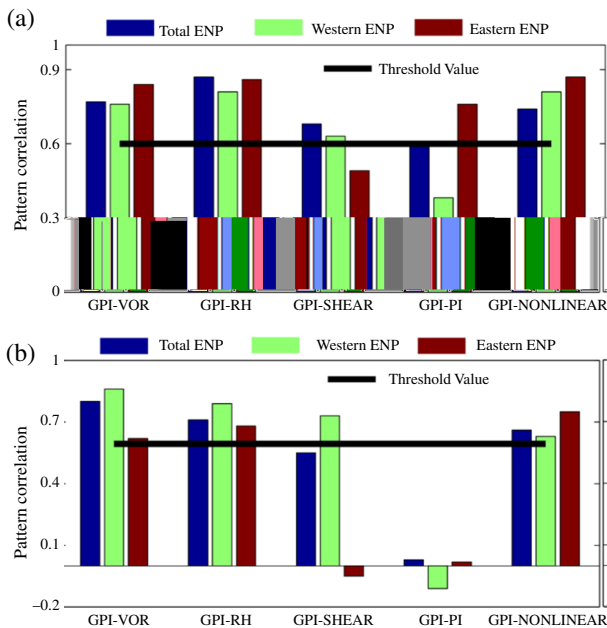 (a)
Total ENP Western ENP Eastern ENP
Threshold Value
Pattern correlation
1
0.9
0.6
0.3
0
GPI-VOR GPI-RH GPI-SHEAR GPI-PI GPI-NONLINEAR
(b)
Total ENP Western ENP Eastern ENP
Threshold Value
Pattern correlation
1
0.7
0.4
0.1
−0.2
GPI-VOR GPI-RH GPI-SHEAR GPI-PI GPI-NONLINEAR